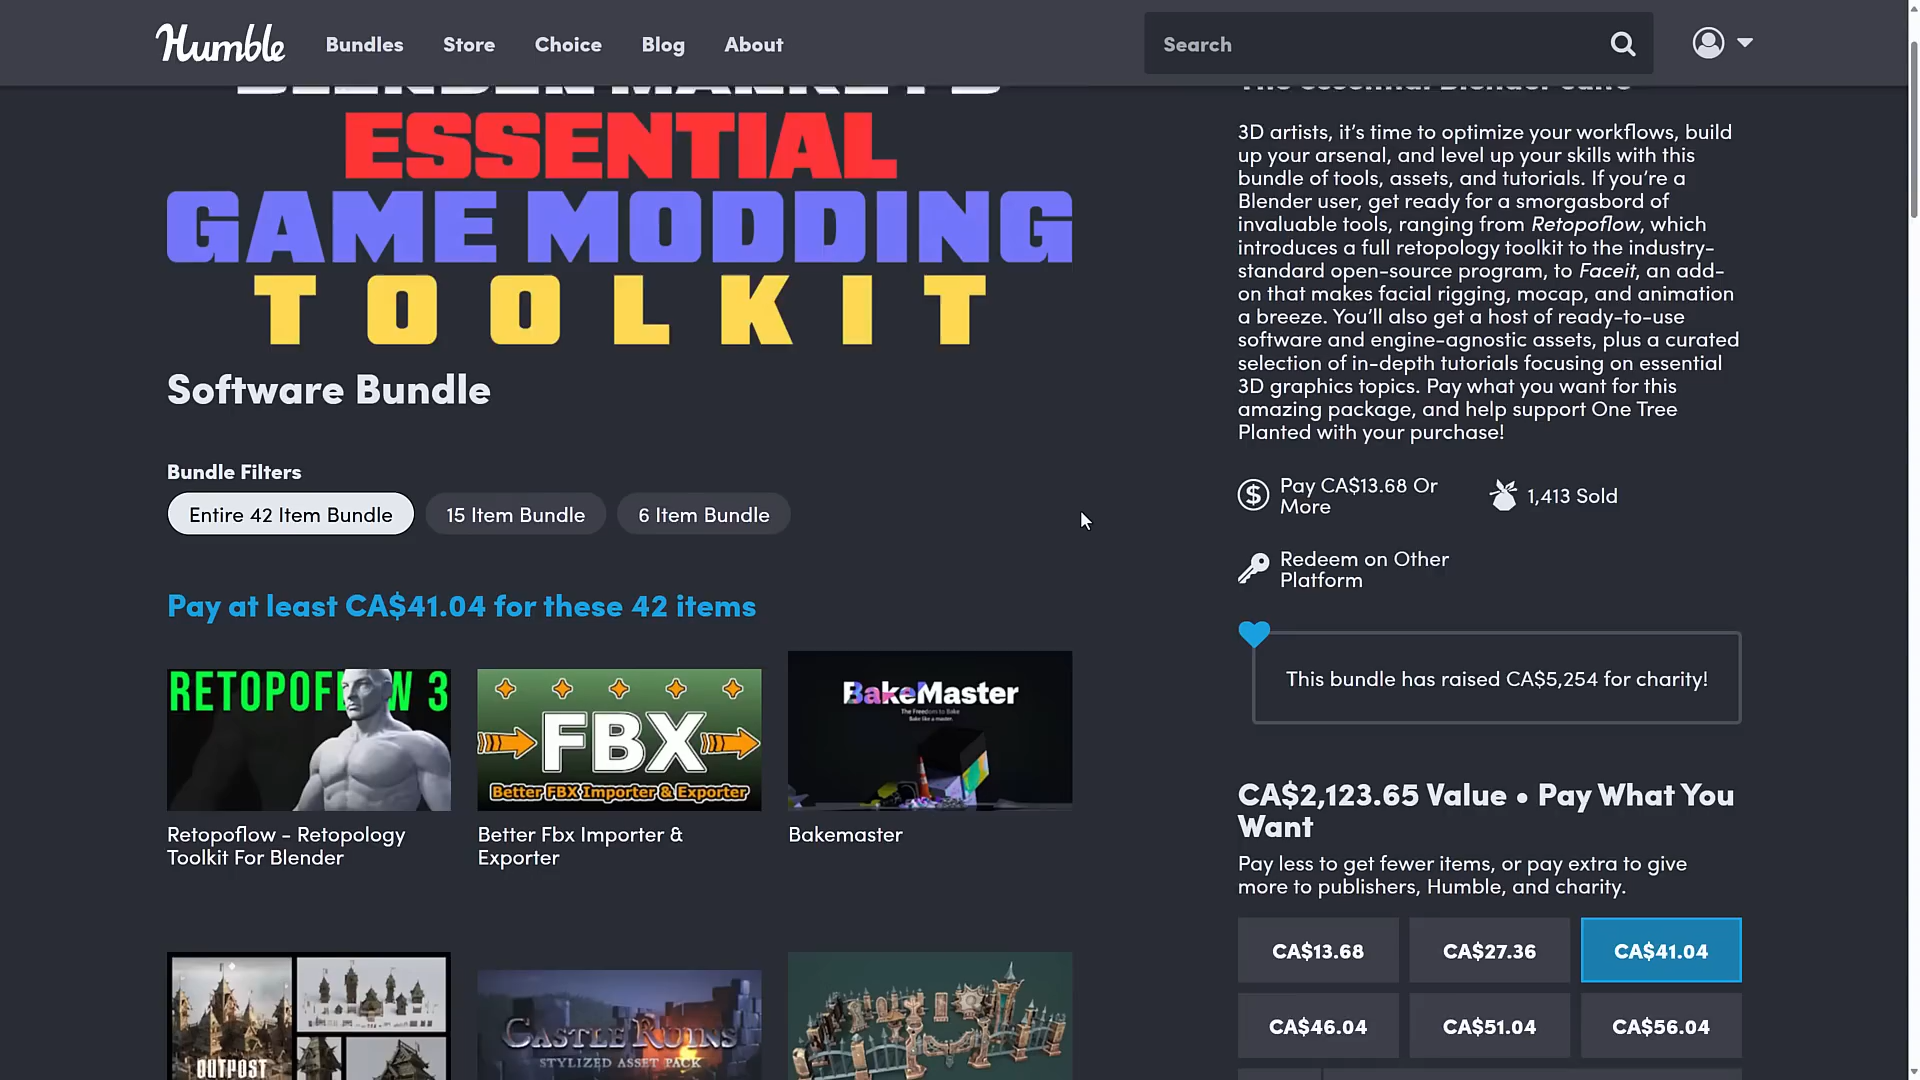 Humble
Bundles
Store
Choice
Blog
About
Search
ESSENTIAL
GAME MODDING
TOOLKIT
Software Bundle
Bundle Filters
Entire 42 Item Bundle
15 Item Bundle
6 Item Bundle
Pay at least CA$41.04 for these 42 items
RETOPOFLOW 3
Retopoflow - Retopology
Toolkit For Blender
FBX
Better FBX Importer & Exporter
Better Fbx Importer &
Exporter
BakeMaster
The Freedom to Bake
Bake like a master.
Bakemaster
OUTPOST
CASTLE RUINS
STYLIZED ASSET PACK
3D artists, it's time to optimize your workflows, build
up your arsenal, and level up your skills with this
bundle of tools, assets, and tutorials. If you're a
Blender user, get ready for a smorgasbord of
invaluable tools, ranging from Retopoflow, which
introduces a full retopology toolkit to the industry-
standard open-source program, to Faceit, an add-
on that makes facial rigging, mocap, and animation
a breeze. You'll also get a host of ready-to-use
software and engine-agnostic assets, plus a curated
selection of in-depth tutorials focusing on essential
3D graphics topics. Pay what you want for this
amazing package, and help support One Tree
Planted with your purchase!
Pay CA$13.68 Or
More
1,413 Sold
Redeem on Other
Platform
This bundle has raised CA$5,254 for charity!
CA$2,123.65 Value • Pay What You
Want
Pay less to get fewer items, or pay extra to give
more to publishers, Humble, and charity.
CA$13.68
CA$27.36
CA$41.04
CA$46.04
CA$51.04
CA$56.04